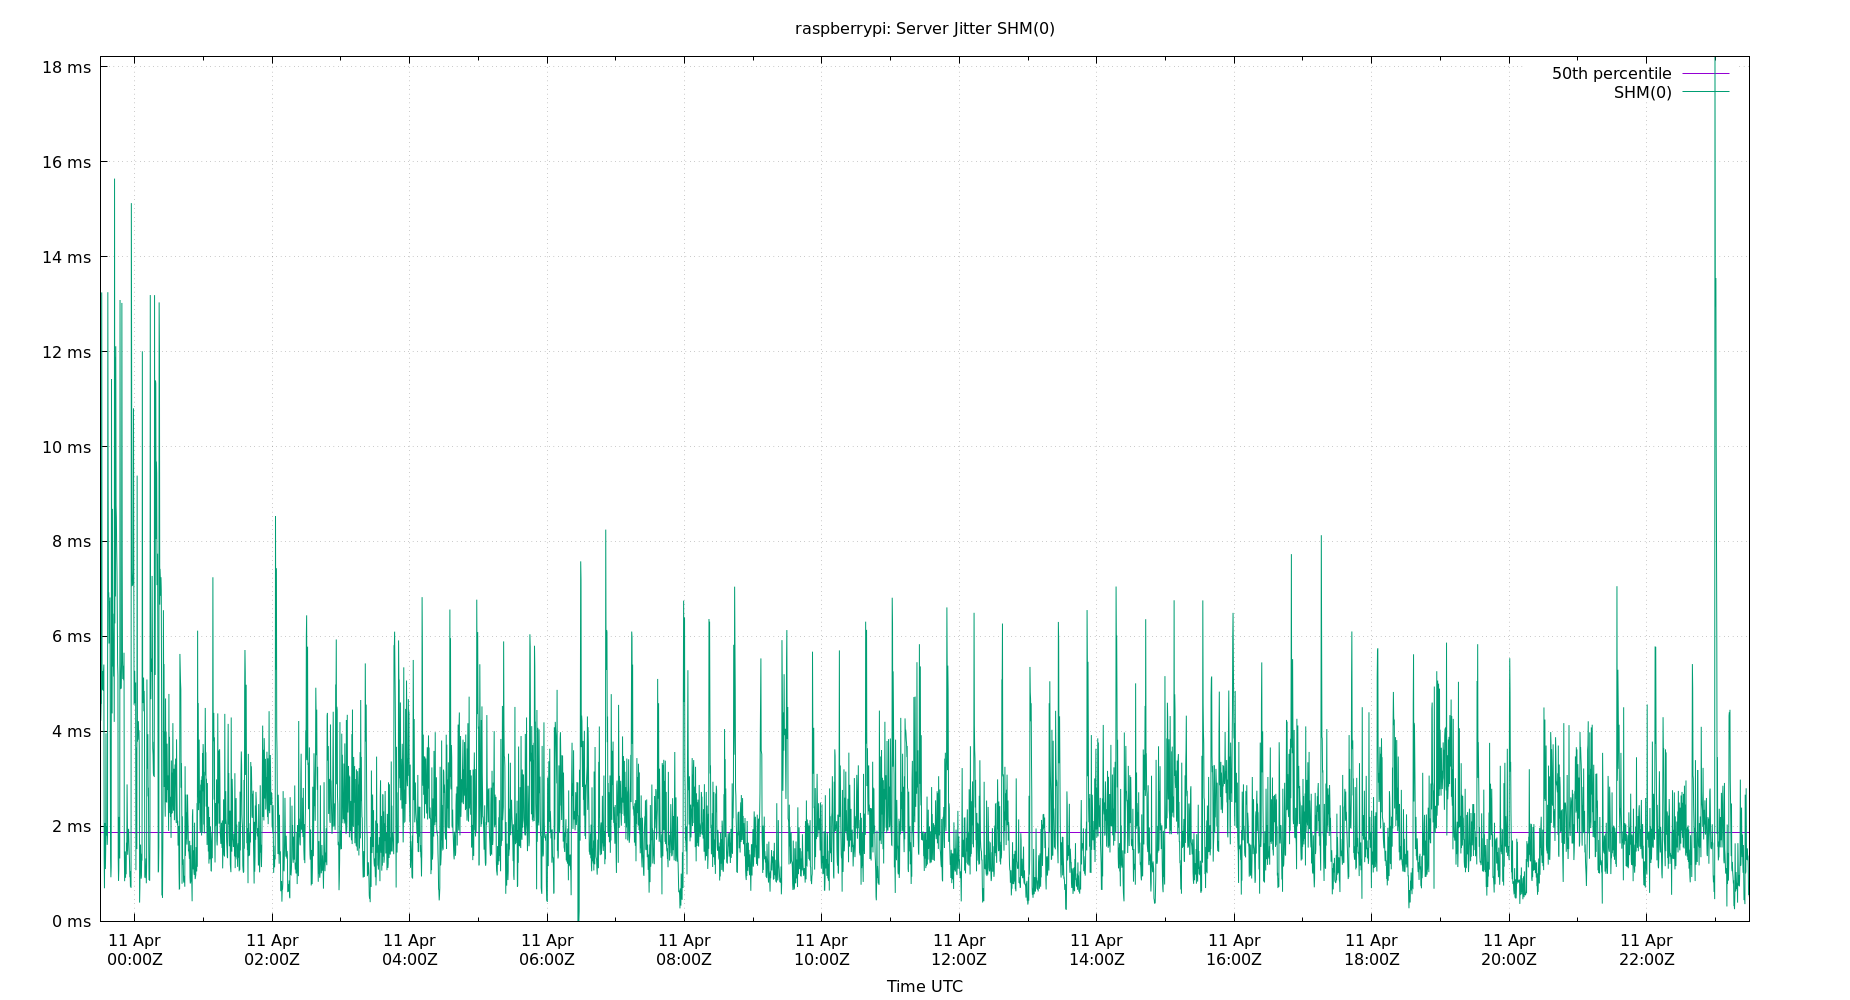 raspberrypi: Server Jitter SHM(0)
50th percentile
SHM(0)
18 ms
16 ms
14 ms
12 ms
10 ms
8 ms
6 ms
4 ms
2 ms
0 ms
11 Apr 11 Apr 11 Apr 11 Apr 11 Apr 11 Apr 11 Apr 11 Apr 11 Apr 11 Apr 11 Apr 11 Apr
00:00Z 02:00Z 04:00Z 06:00Z 08:00Z 10:00Z 12:00Z 14:00Z 16:00Z 18:00Z 20:00Z 22:00Z
Time UTC